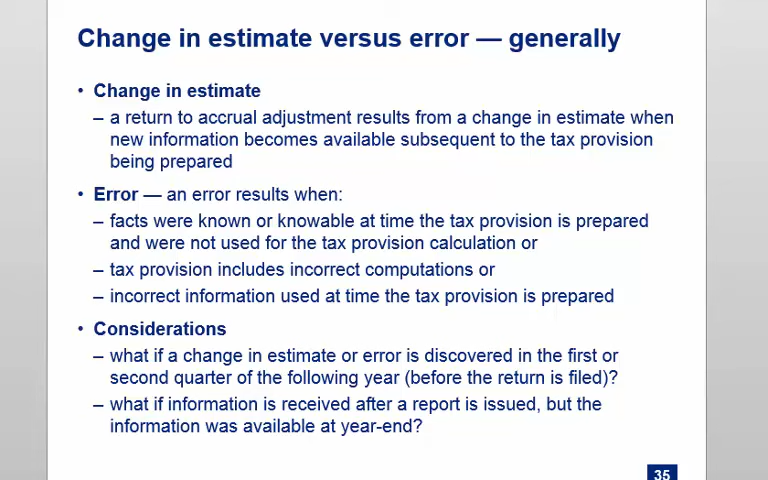 Change in estimate versus error — generally
• Change in estimate
– a return to accrual adjustment results from a change in estimate when
new information becomes available subsequent to the tax provision
being prepared
• Error — an error results when:
– facts were known or knowable at time the tax provision is prepared
and were not used for the tax provision calculation or
– tax provision includes incorrect computations or
– incorrect information used at time the tax provision is prepared
• Considerations
– what if a change in estimate or error is discovered in the first or
second quarter of the following year (before the return is filed)?
– what if information is received after a report is issued, but the
information was available at year-end?
35